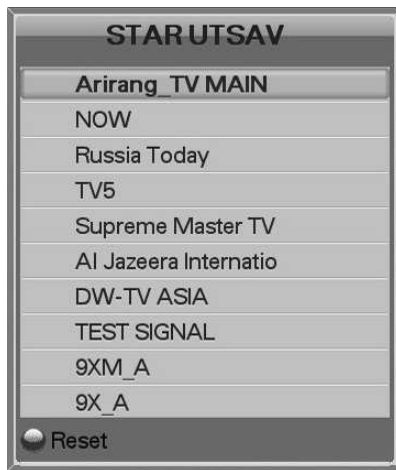 STAR UTSAV
Arirang_TV MAIN
NOW
Russia Today
TV5
Supreme Master TV
Al Jazeera Internatio
DW-TV ASIA
TEST SIGNAL
9XM_A
9X_A
Reset